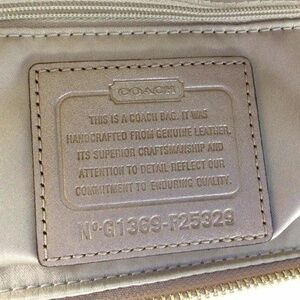 COACH
THIS IS A COACH BAG. IT WAS
HANDCRAFTED FROM GENUINE LEATHER.
ITS SUPERIOR CRAFTSMANSHIP AND
ATTENTION TO DETAIL REFLECT OUR
COMMITMENT TO ENDURING QUALITY.
Nº G1369-F25329